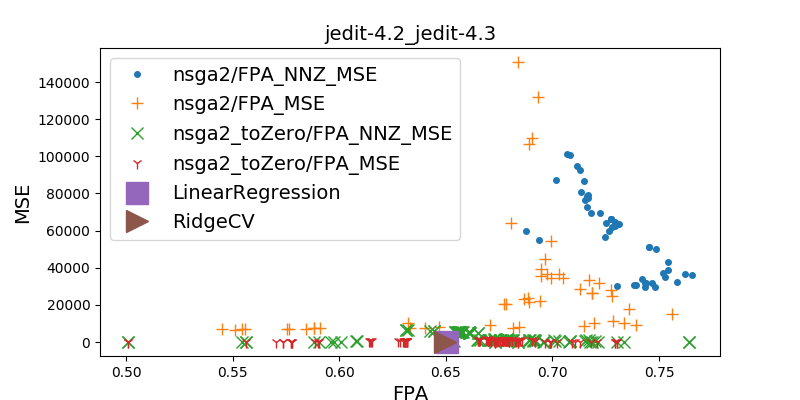 jedit-4.2_jedit-4.3
nsga2/FPA_NNZ_MSE
nsga2/FPA_MSE
nsga2_toZero/FPA_NNZ_MSE
nsga2_toZero/FPA_MSE
LinearRegression
RidgeCV
MSE
140000
120000
100000
80000
60000
40000
20000
0
0.50 0.55 0.60 0.65 0.70 0.75
FPA